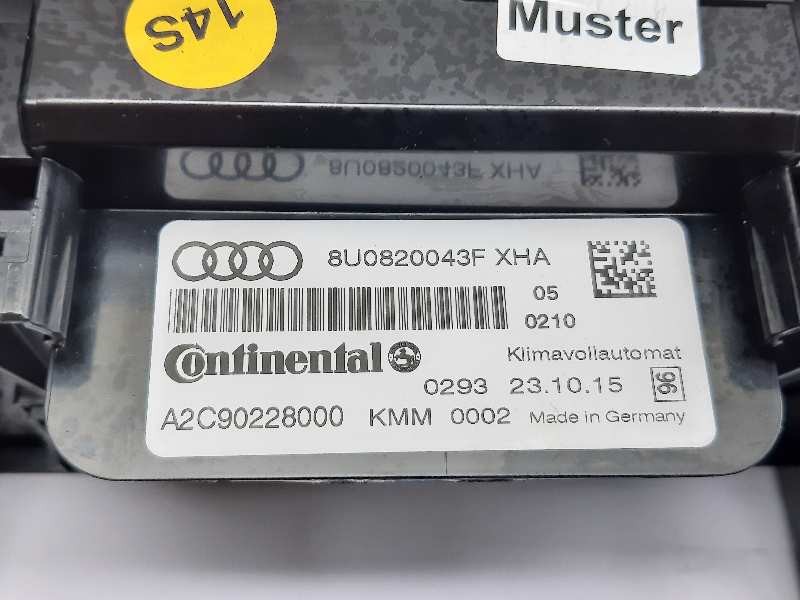 14S
Muster
8U0820043F XHA
8U0820043F XHA
05
0210
Continental
Klimavollautomat
0293 23.10.15 96
A2C90228000 KMM 0002 Made in Germany